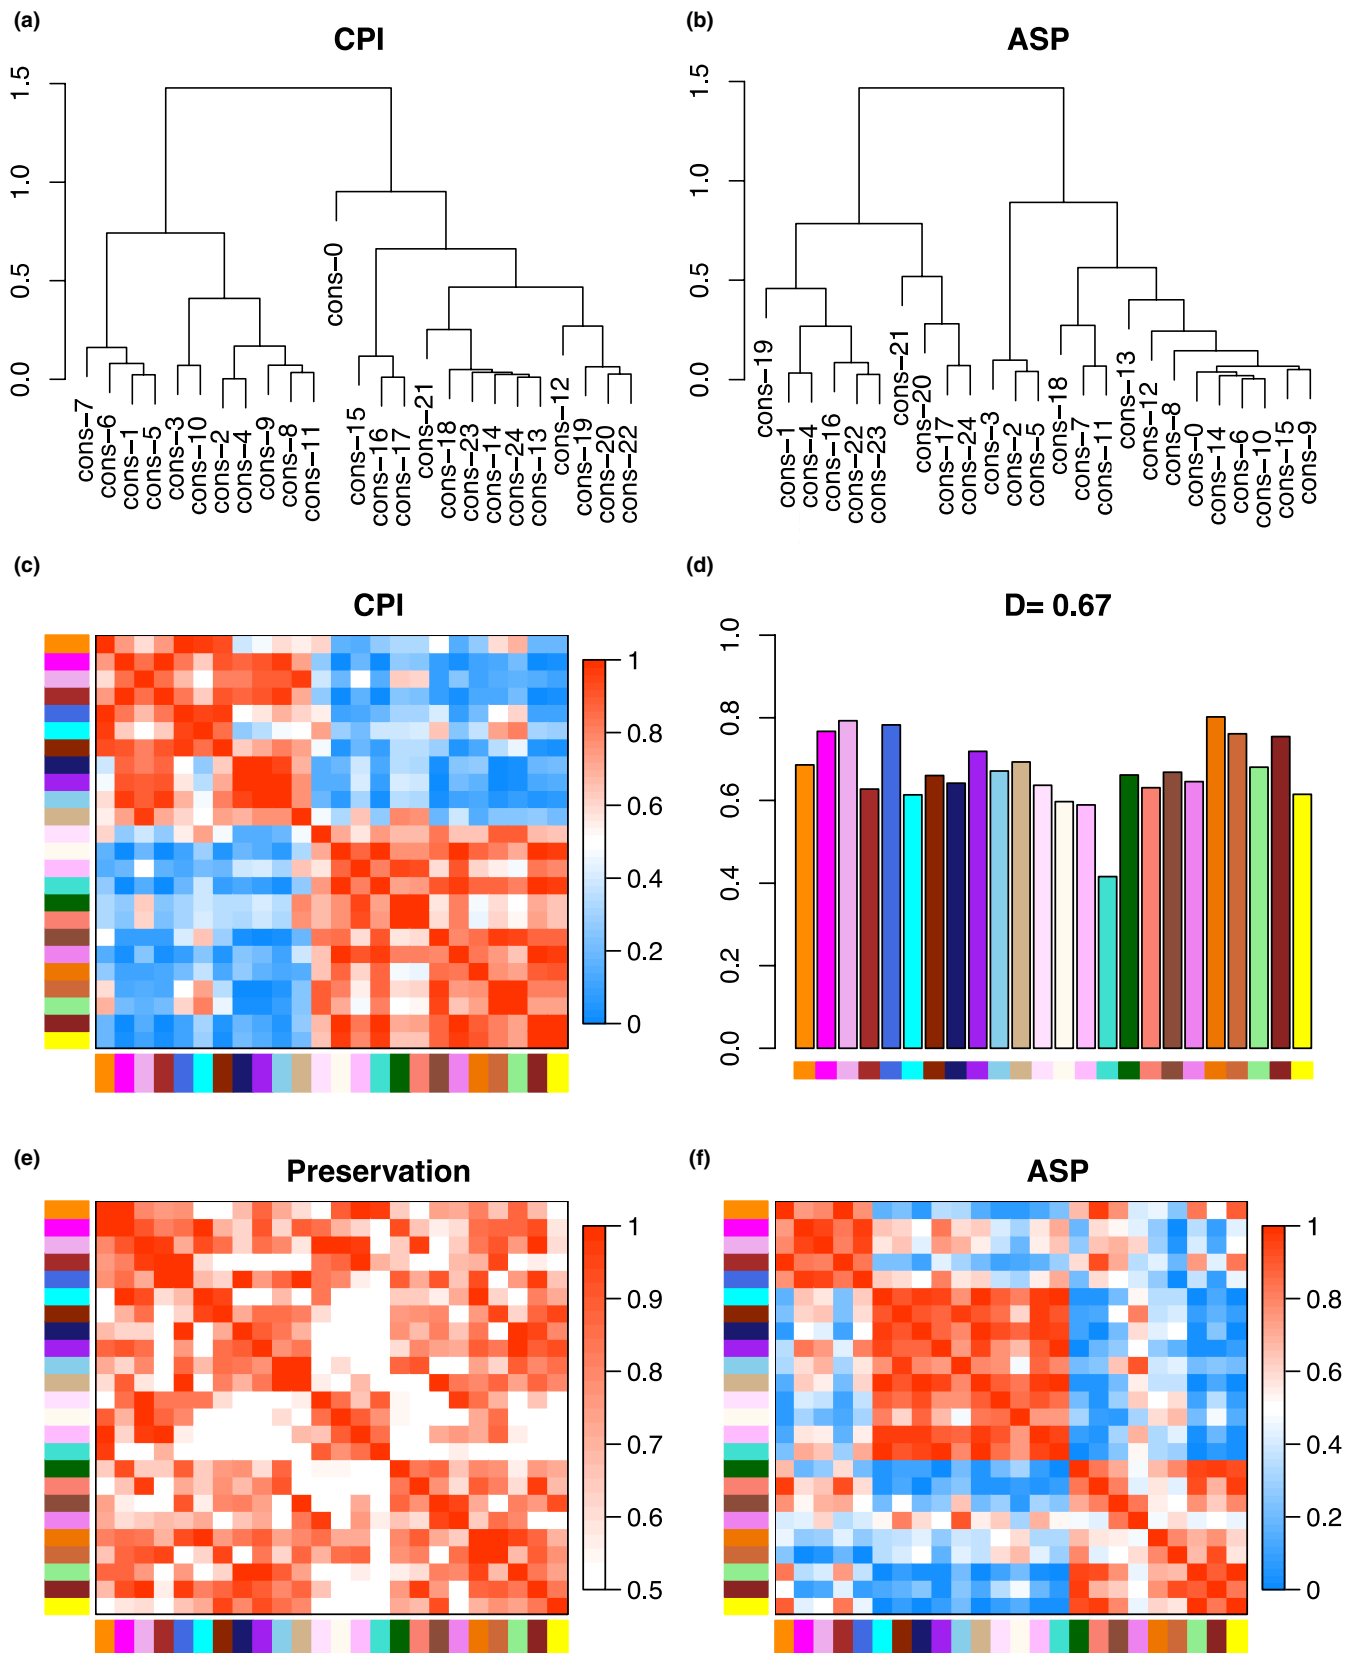 (a)
CPI
1.5
1.0
0.5
0.0
cons−7
cons−6
cons−1
cons−5
cons−3
cons−10
cons−2
cons−4
cons−9
cons−8
cons−11
cons−0
cons−15
cons−16
cons−17
cons−21
cons−18
cons−23
cons−14
cons−24
cons−13
cons−12
cons−19
cons−20
cons−22
(b)
ASP
1.5
1.0
0.5
0.0
cons−19
cons−1
cons−4
cons−16
cons−22
cons−23
cons−21
cons−20
cons−17
cons−24
cons−3
cons−2
cons−5
cons−18
cons−7
cons−11
cons−13
cons−12
cons−8
cons−0
cons−14
cons−6
cons−10
cons−15
cons−9
(c)
CPI
1
0.8
0.6
0.4
0.2
0
(d)
D= 0.67
1.0
0.8
0.6
0.4
0.2
0.0
(e)
Preservation
1
0.9
0.8
0.7
0.6
0.5
(f)
ASP
1
0.8
0.6
0.4
0.2
0